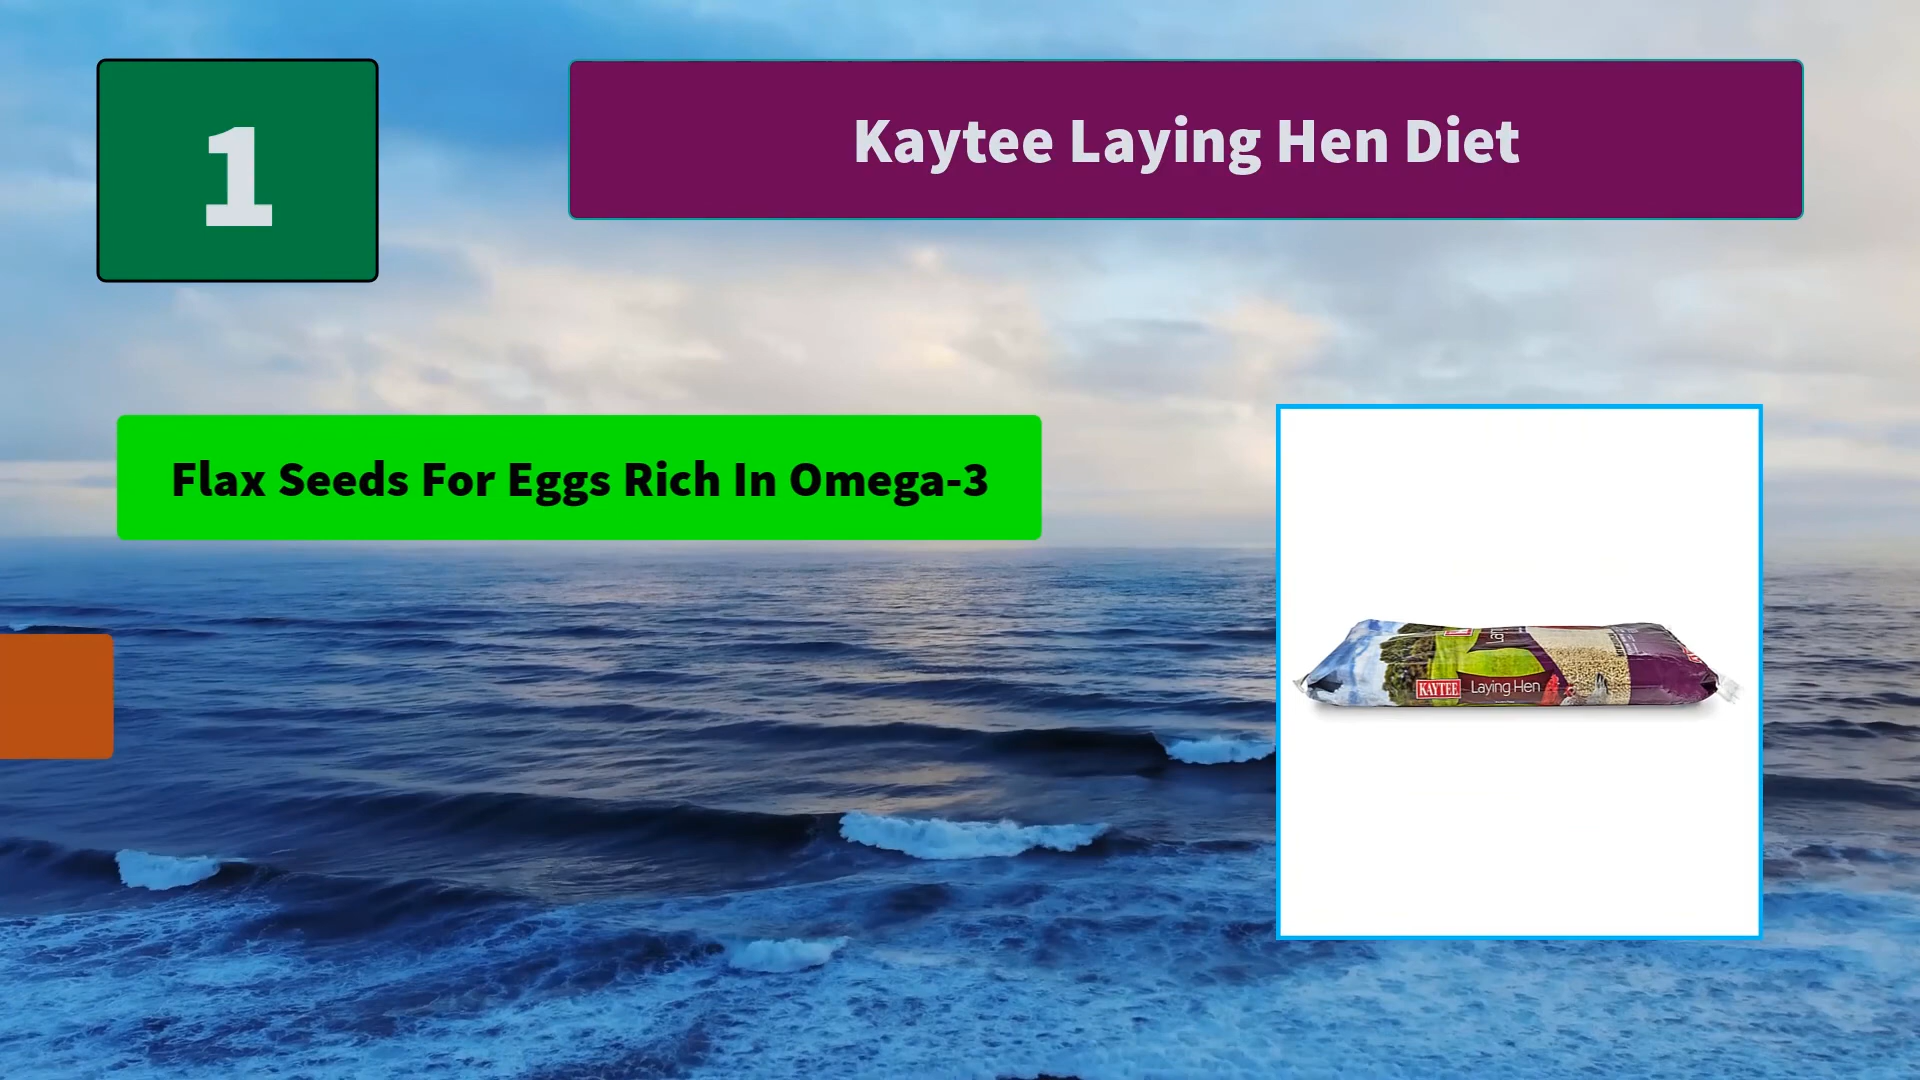 1
Kaytee Laying Hen Diet
Flax Seeds For Eggs Rich In Omega-3
KAYTEE
Laying Hen